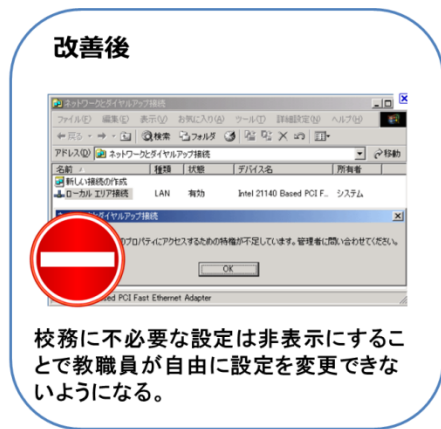 改善後
ネットワークとダイヤルアップ接続
ファイル(F) 編集(E) 表示(V) お気に入り(A) ツール(T) 詳細設定(N) ヘルプ(H)
戻る 検索 フォルダ
アドレス(D) ネットワークとダイヤルアップ接続 移動
名前 種類 状態 デバイス名 所有者
新しい接続の作成
ローカル エリア接続 LAN 有効 Intel 21140 Based PCI F... システム
ダイヤルアップ接続
のプロパティにアクセスするための特権が不足しています。管理者に問い合わせてください。
OK
PCI Fast Ethernet Adapter
校務に不必要な設定は非表示にするこ
とで教職員が自由に設定を変更できな
いようになる。